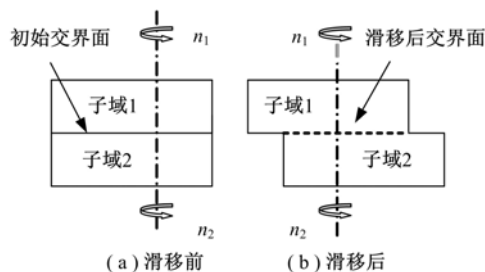 n₁
初始交界面
子域1
子域2
n₂
(a)滑移前
n₁
滑移后交界面
子域1
子域2
n₂
(b)滑移后